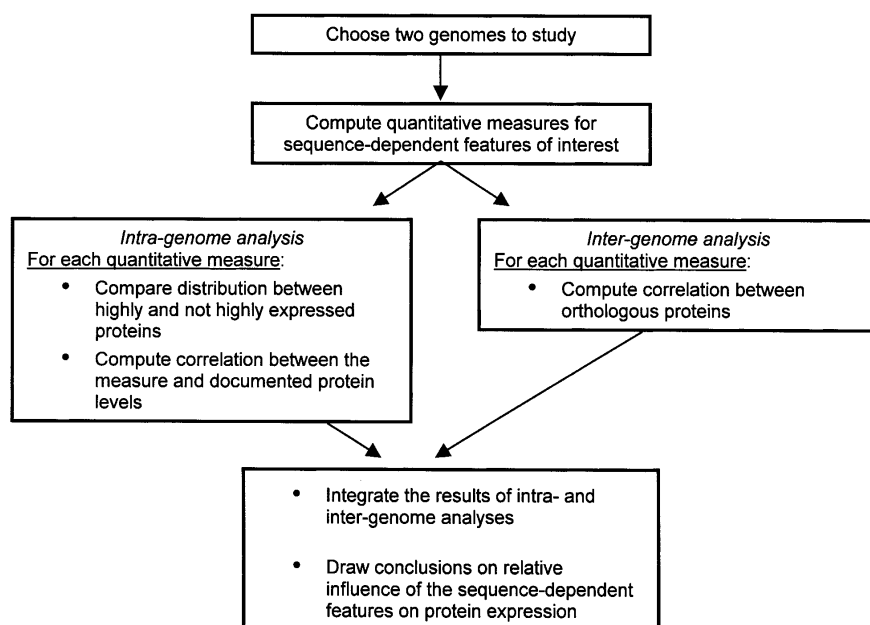 Choose two genomes to study
Compute quantitative measures for
sequence-dependent features of interest
Intra-genome analysis
For each quantitative measure:
• Compare distribution between
highly and not highly expressed
proteins
• Compute correlation between the
measure and documented protein
levels
Inter-genome analysis
For each quantitative measure:
• Compute correlation between
orthologous proteins
• Integrate the results of intra- and
inter-genome analyses
• Draw conclusions on relative
influence of the sequence-dependent
features on protein expression